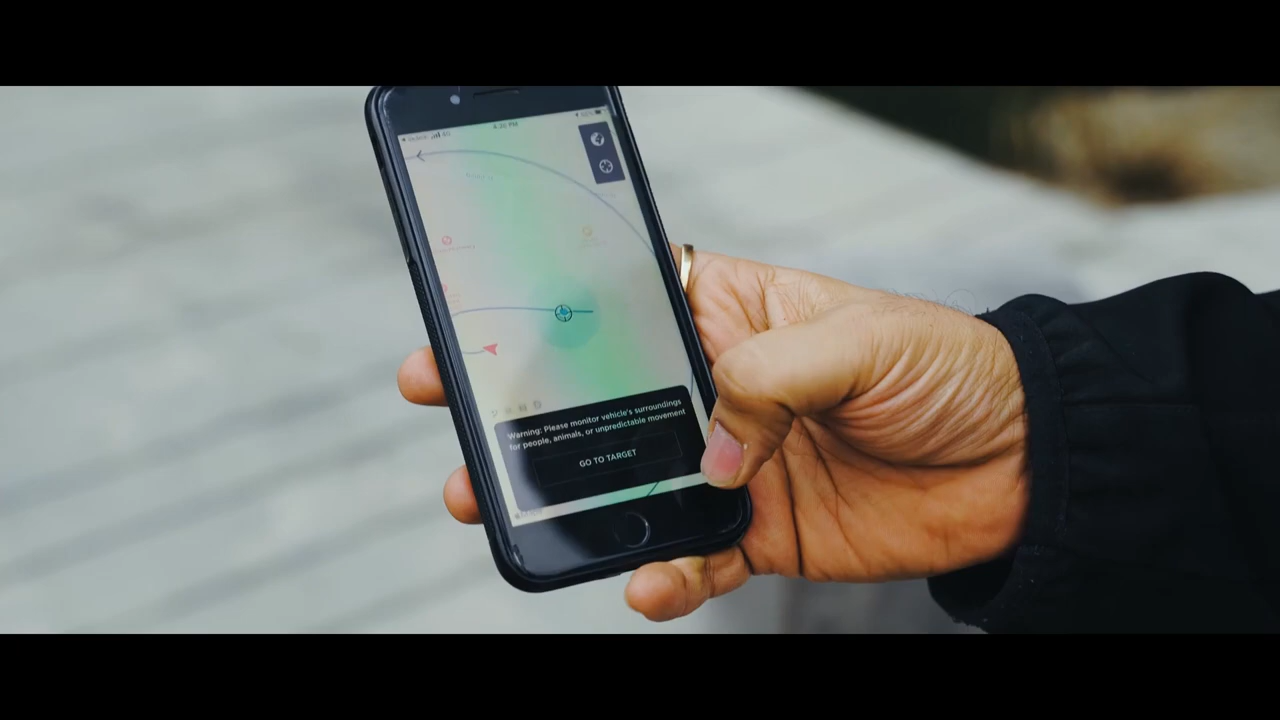 Warning: Please monitor vehicle's surroundings
for people, animals, or unpredictable movement
GO TO TARGET